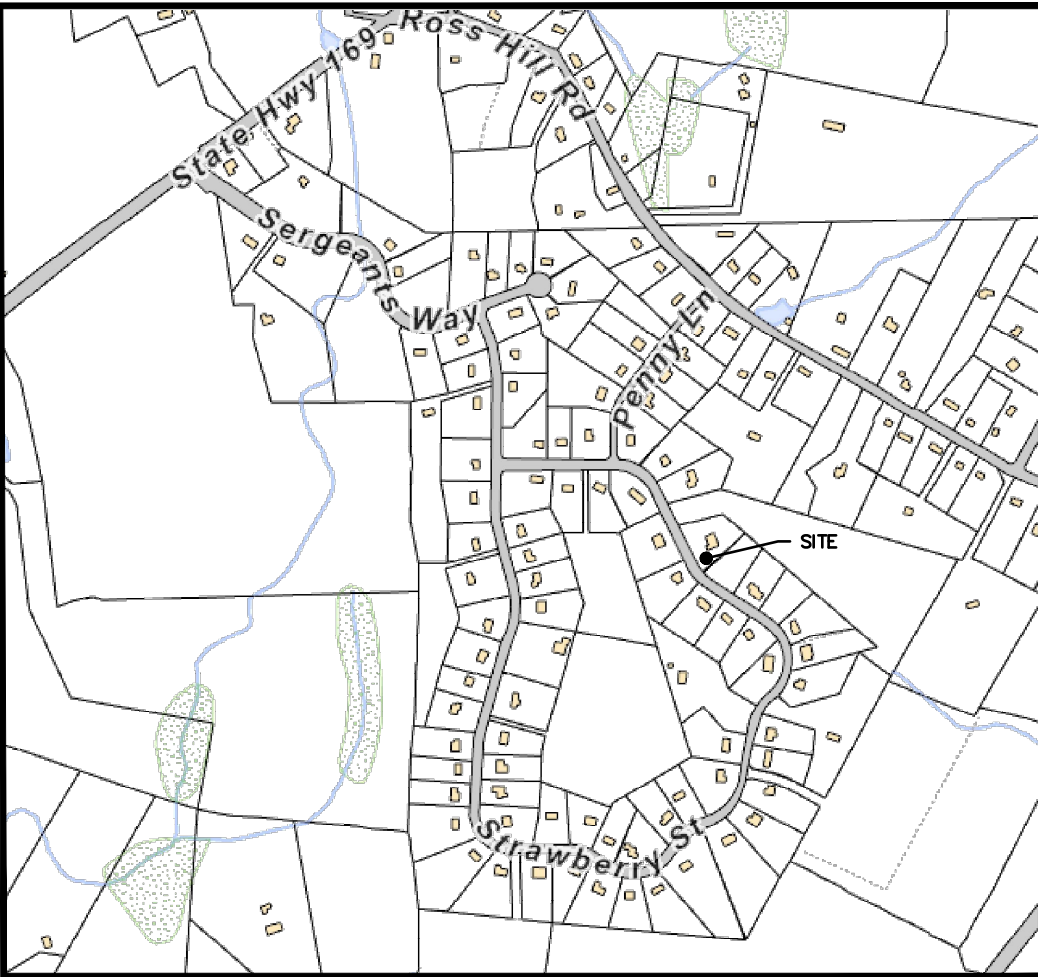 Ross Hill Rd
State Hwy 169
Sergeants Way
Penny Ln
SITE
Strawberry St